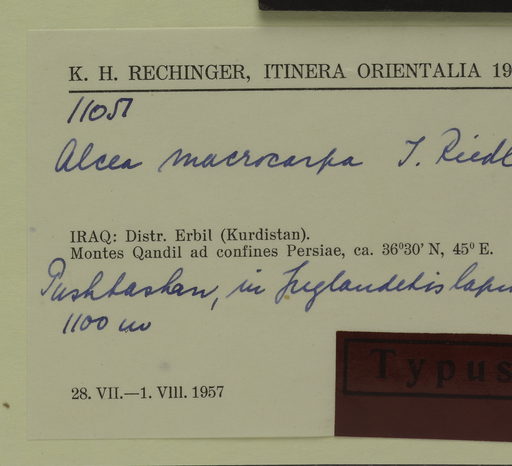 K. H. RECHINGER, ITINERA ORIENTALIA 19
11051
Alcea macrocarpa I. Riedl
IRAQ: Distr. Erbil (Kurdistan).
Montes Qandil ad confines Persiae, ca. 36°30' N, 45° E.
Pushtashan, in Juglandetis lapi
1100 m
Typus
28. VII.—1. VIII. 1957